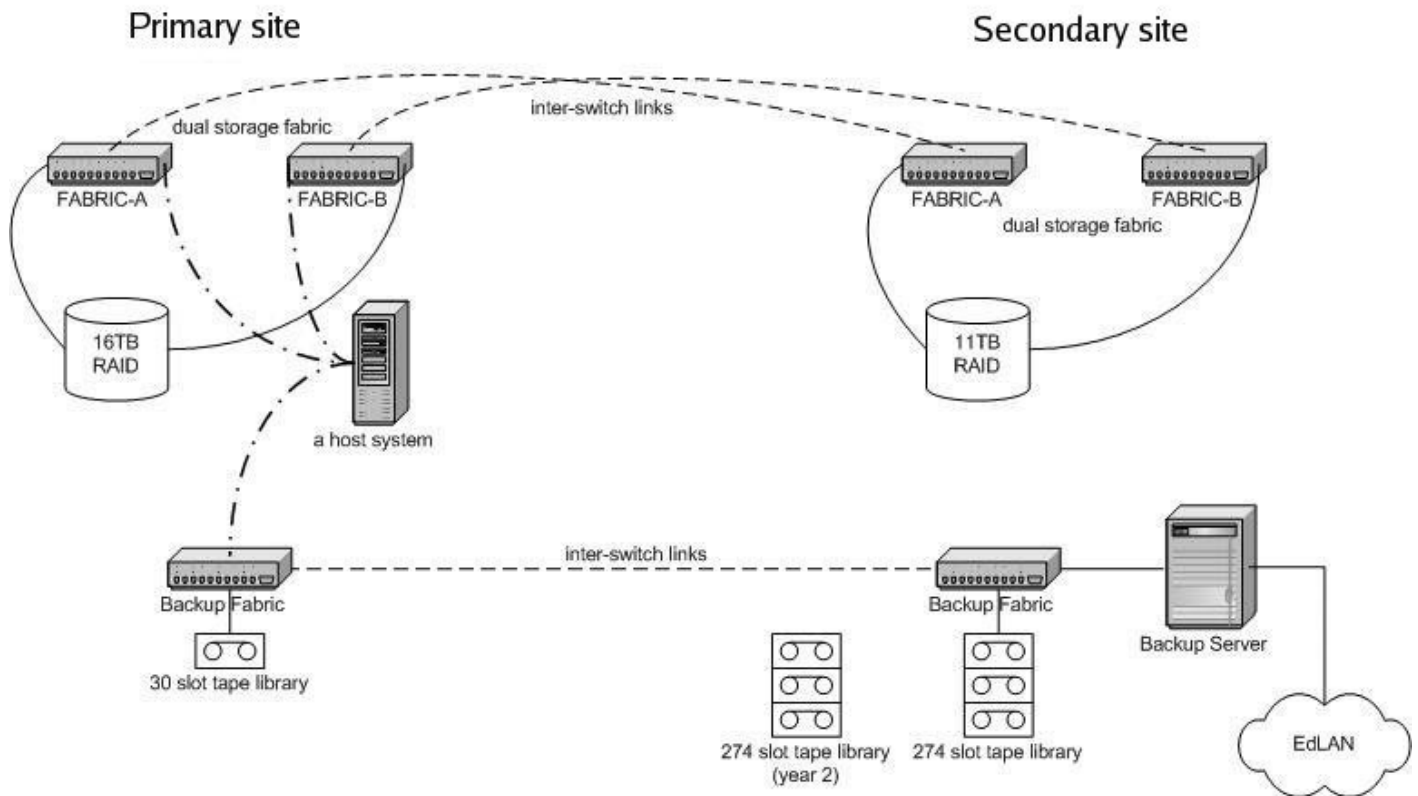 Primary site
Secondary site
inter-switch links
dual storage fabric
FABRIC-A
FABRIC-B
FABRIC-A
FABRIC-B
dual storage fabric
16TB
RAID
11TB
RAID
a host system
inter-switch links
Backup Fabric
Backup Fabric
Backup Server
30 slot tape library
274 slot tape library
(year 2)
274 slot tape library
EdLAN